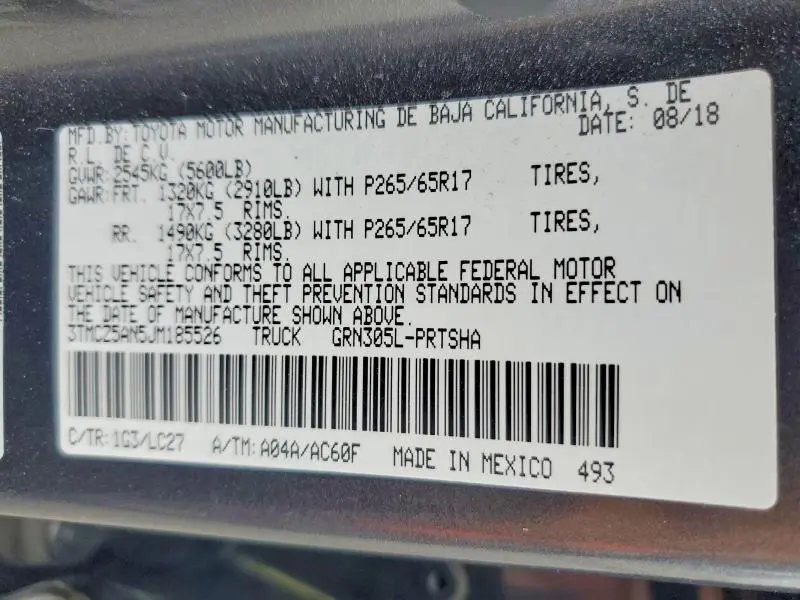 MFD.BY:TOYOTA MOTOR MANUFACTURING DE BAJA CALIFORNIA, S. DE
R.L. DE C.V. DATE: 08/18
GVWR:2545KG (5600LB)
GAWR:FRT. 1320KG (2910LB) WITH P265/65R17 TIRES,
17X7.5 RIMS.
RR. 1490KG (3280LB) WITH P265/65R17 TIRES,
17X7.5 RIMS.
THIS VEHICLE CONFORMS TO ALL APPLICABLE FEDERAL MOTOR
VEHICLE SAFETY AND THEFT PREVENTION STANDARDS IN EFFECT ON
THE DATE OF MANUFACTURE SHOWN ABOVE.
3TMCZ5AN5JM185526 TRUCK GRN305L-PRTSHA
C/TR:1G3/LC27 A/TM:A04A/AC60F MADE IN MEXICO 493